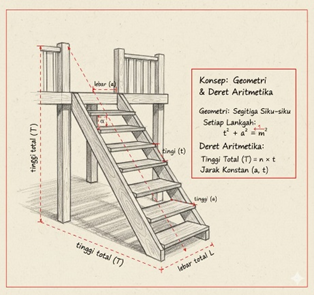 lebar (a)
tinggi total (T)
a
tingi (t)
tinggi (a)
tinggi total (T)
lebar total L
Konsep: Geometri
& Deret Aritmetika
Geometri: Segitiga Siku-siku
Setiap Langkah:
t² + a² = m²
Deret Aritmetika:
Tinggi Total (T) = n × t
Jarak Konstan (a, t)